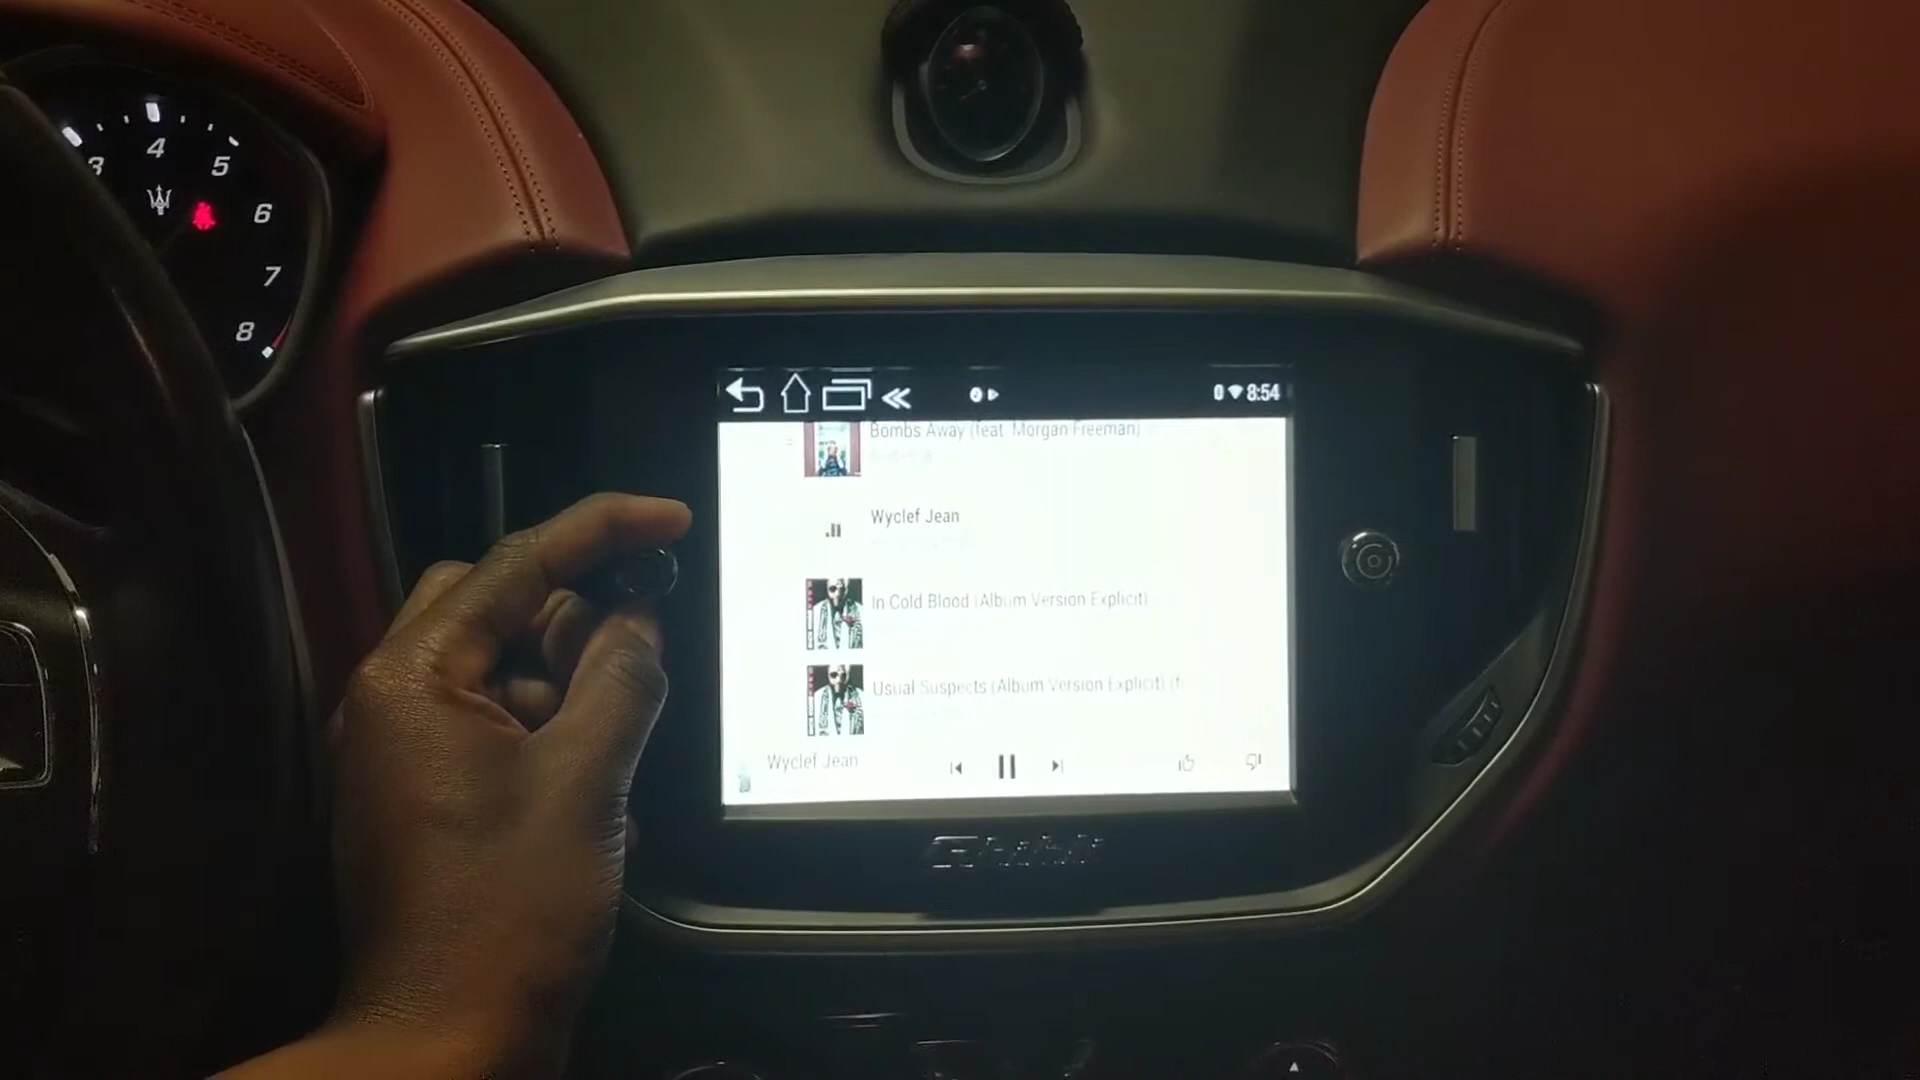 3 4 5 6 7 8
8:54
Bombs Away (feat. Morgan Freeman)
Wyclef Jean
In Cold Blood (Album Version Explicit)
Usual Suspects (Album Version Explicit) (f
Wyclef Jean